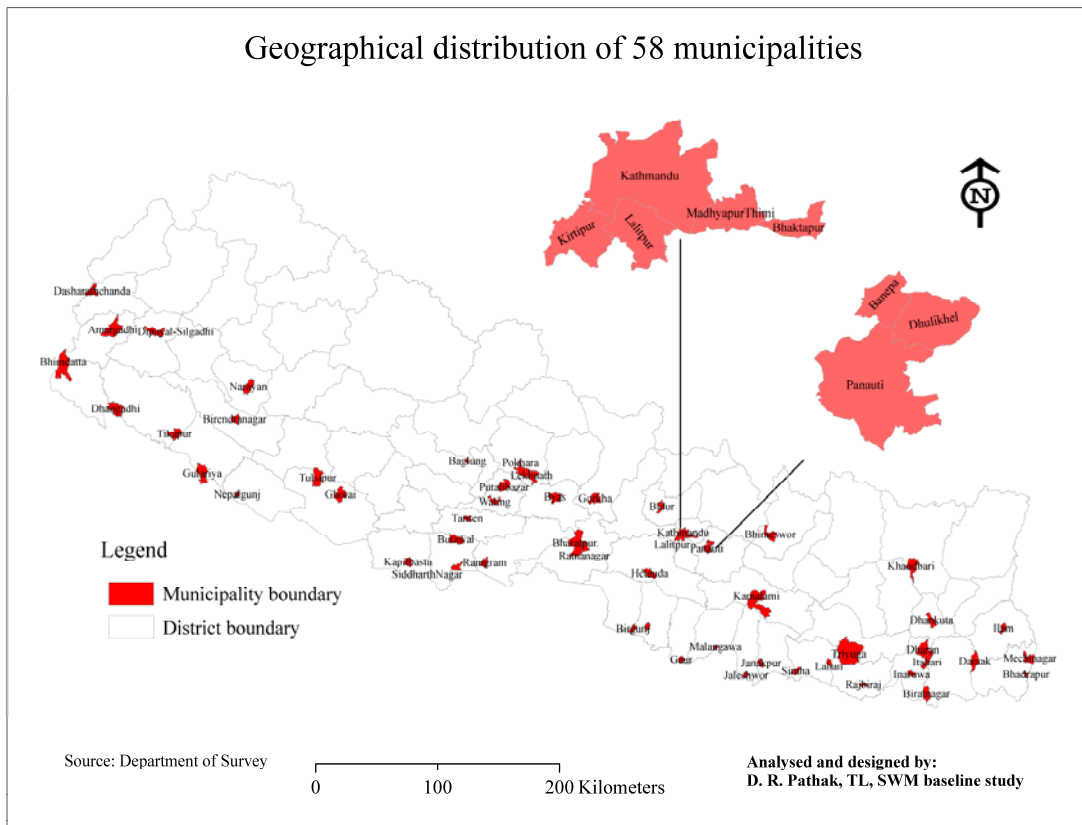 Geographical distribution of 58 municipalities
Kathmandu
MadhyapurThimi
Kirtipur
Lalitpur
Bhaktapur
N
Banepa
Dhulikhel
Panauti
Dasharathchanda
Amargadhi
Dipayal-Silgadhi
Bhimdatta
Narayan
Dhangadhi
Birendranagar
Tikapur
Gulariya
Nepalgunj
Tulsipur
Ghorai
Baglung
Pokhara
Lekhnath
Putalibazar
Waling
Byas
Gorkha
Tansen
Butwal
Bharatpur
Ratnanagar
Kapilbastu
Ramgram
SiddharthNagar
Bidur
Kathmandu
Lalitpur
Panauti
Bhimeswor
Hetauda
Kamalami
Khandbari
Dhankuta
Ilam
Birgunj
Gaur
Malangawa
Janakpur
Jaleshwor
Siraha
Lahan
Triyuga
Rajbiraj
Dharan
Itahari
Inarawa
Biratnagar
Damak
Mechinagar
Bhadrapur
Legend
Municipality boundary
District boundary
Source: Department of Survey
0 100 200 Kilometers
Analysed and designed by:
D. R. Pathak, TL, SWM baseline study